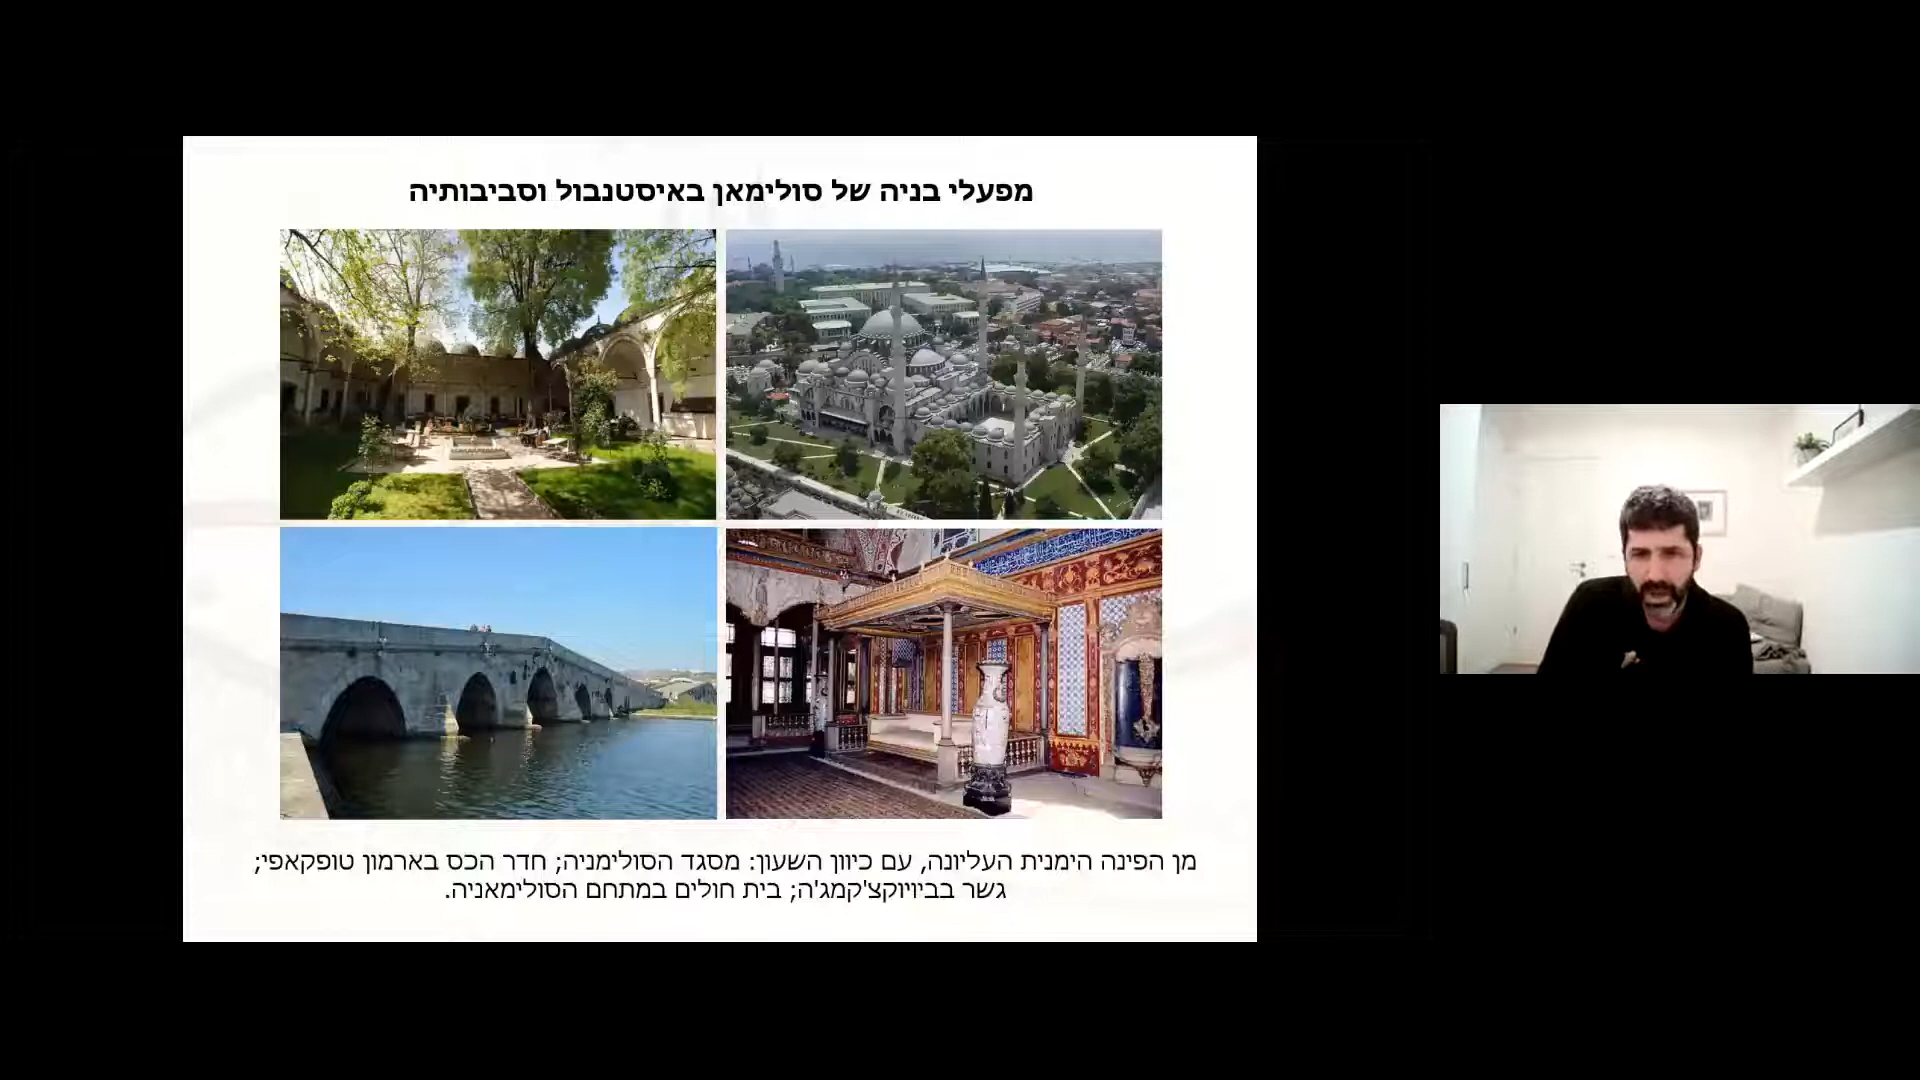 מפעלי בניה של סולימאן באיסטנבול וסביבותיה
מן הפינה הימנית העליונה, עם כיוון השעון: מסגד הסולימניה; חדר הכס בארמון טופקאפי;
גשר בביויוקצ'קמג'ה; בית חולים במתחם הסולימאניה.